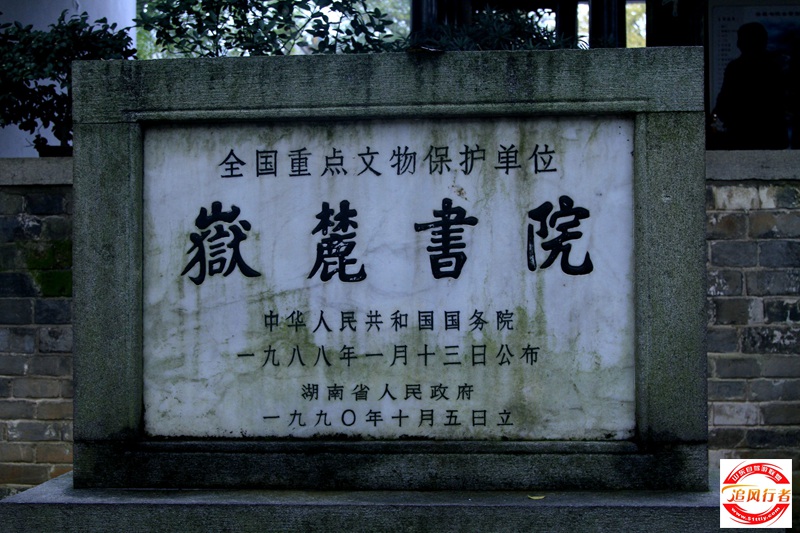 全国重点文物保护单位
嶽麓書院
中华人民共和国国务院
一九八八年一月十三日公布
湖南省人民政府
一九九〇年十月五日立
追风行者